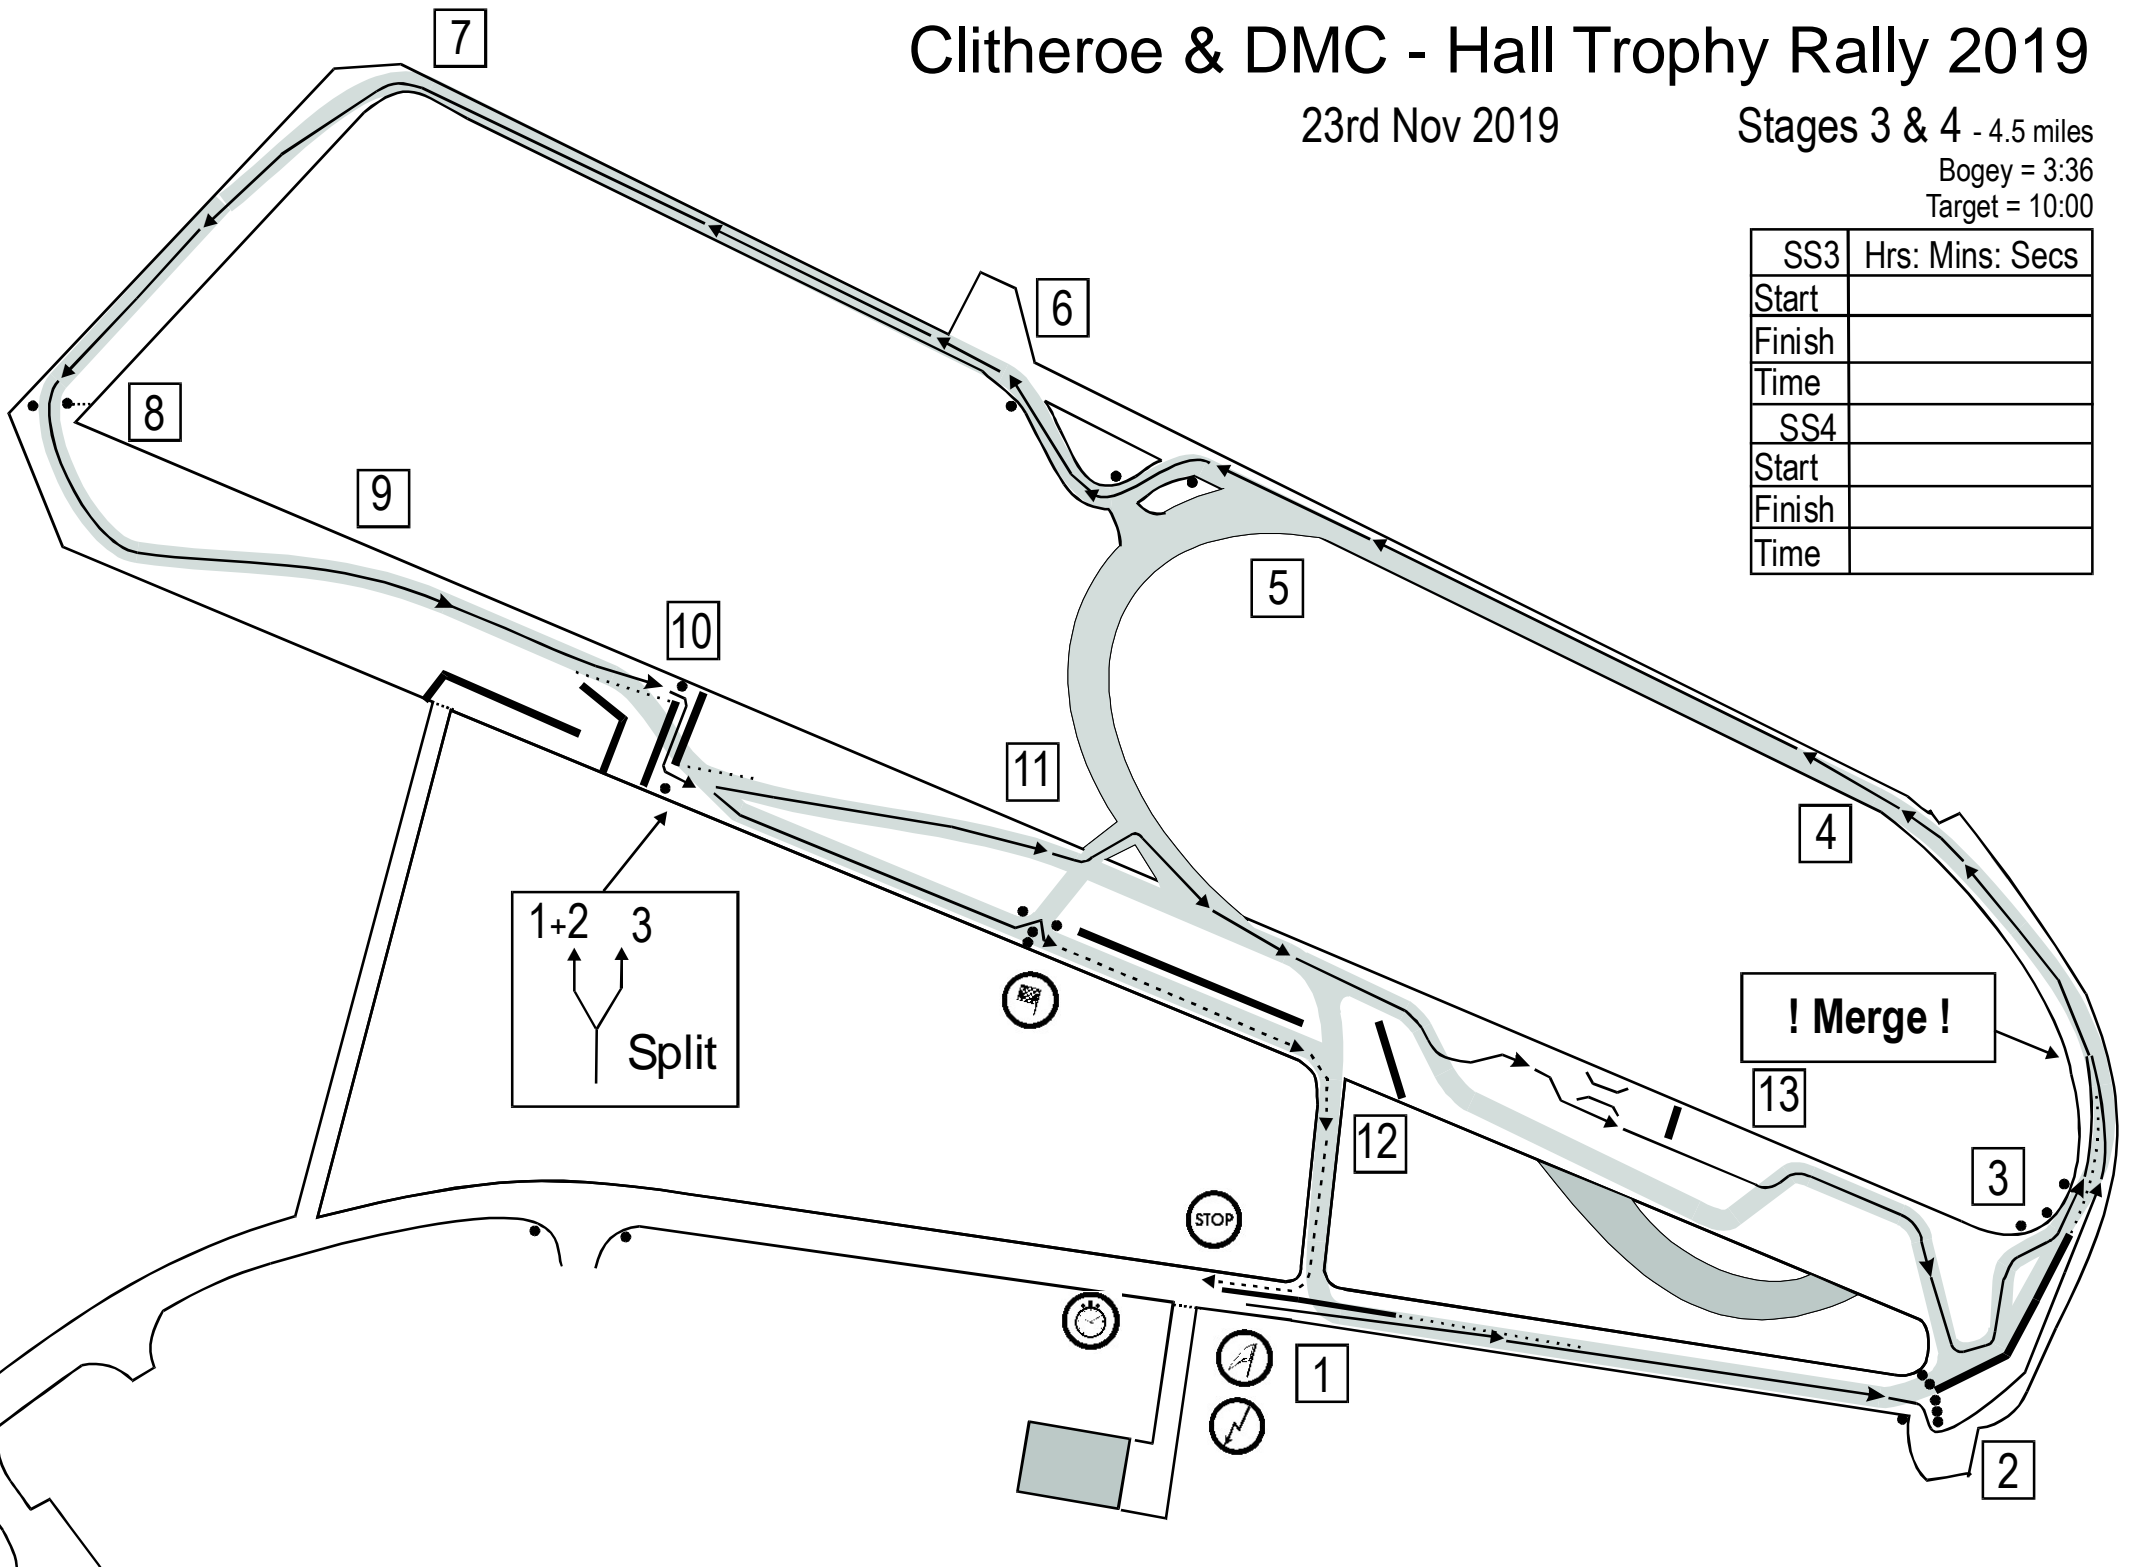 7
Clitheroe & DMC - Hall Trophy Rally 2019
23rd Nov 2019
Stages 3 & 4 - 4.5 miles
Bogey = 3:36
Target = 10:00
SS3 Hrs: Mins: Secs
Start
Finish
Time
SS4
Start
Finish
Time
6
8
9
5
10
11
4
1+2 3
Split
! Merge !
13
12
3
STOP
1
2